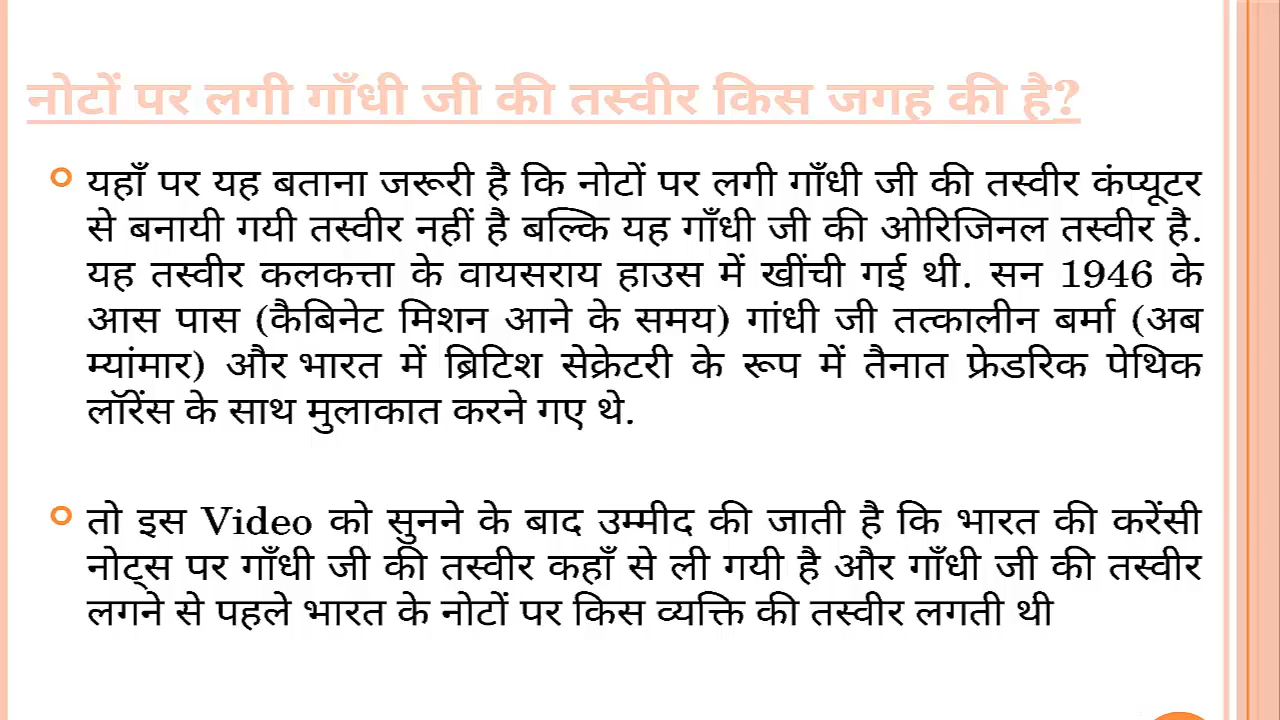 नोटों पर लगी गाँधी जी की तस्वीर किस जगह की है?
यहाँ पर यह बताना जरूरी है कि नोटों पर लगी गाँधी जी की तस्वीर कंप्यूटर
से बनायी गयी तस्वीर नहीं है बल्कि यह गाँधी जी की ओरिजिनल तस्वीर है.
यह तस्वीर कलकत्ता के वायसराय हाउस में खींची गई थी. सन 1946 के
आस पास (कैबिनेट मिशन आने के समय) गांधी जी तत्कालीन बर्मा (अब
म्यांमार) और भारत में ब्रिटिश सेक्रेटरी के रूप में तैनात फ्रेडरिक पेथिक
लॉरेंस के साथ मुलाकात करने गए थे.
तो इस Video को सुनने के बाद उम्मीद की जाती है कि भारत की करेंसी
नोट्स पर गाँधी जी की तस्वीर कहाँ से ली गयी है और गाँधी जी की तस्वीर
लगने से पहले भारत के नोटों पर किस व्यक्ति की तस्वीर लगती थी